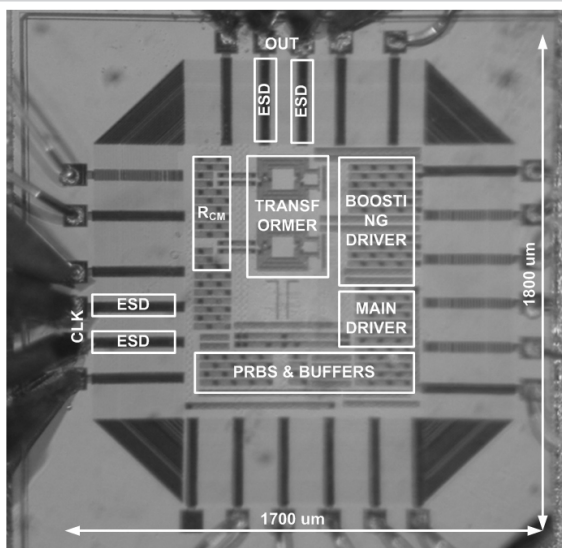 OUT
ESD
ESD
R_CM
TRANSF
ORMER
BOOSTI
NG
DRIVER
ESD
CLK
ESD
MAIN
DRIVER
PRBS & BUFFERS
1800 um
1700 um